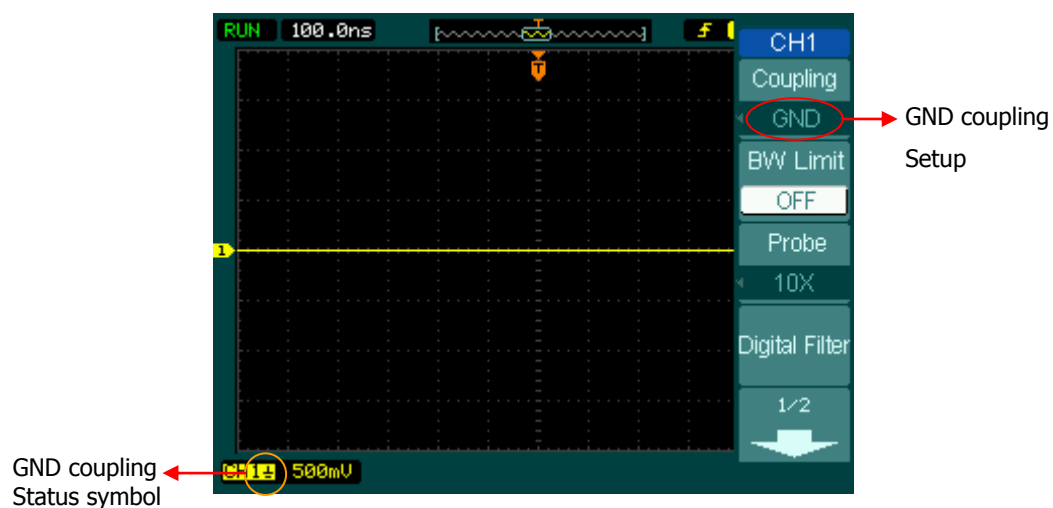 RUN 100.0ns
T
T
CH1
Coupling
GND
GND coupling
Setup
BW Limit
OFF
1
Probe
10X
Digital Filter
1/2
GND coupling
Status symbol
CH1 500mV